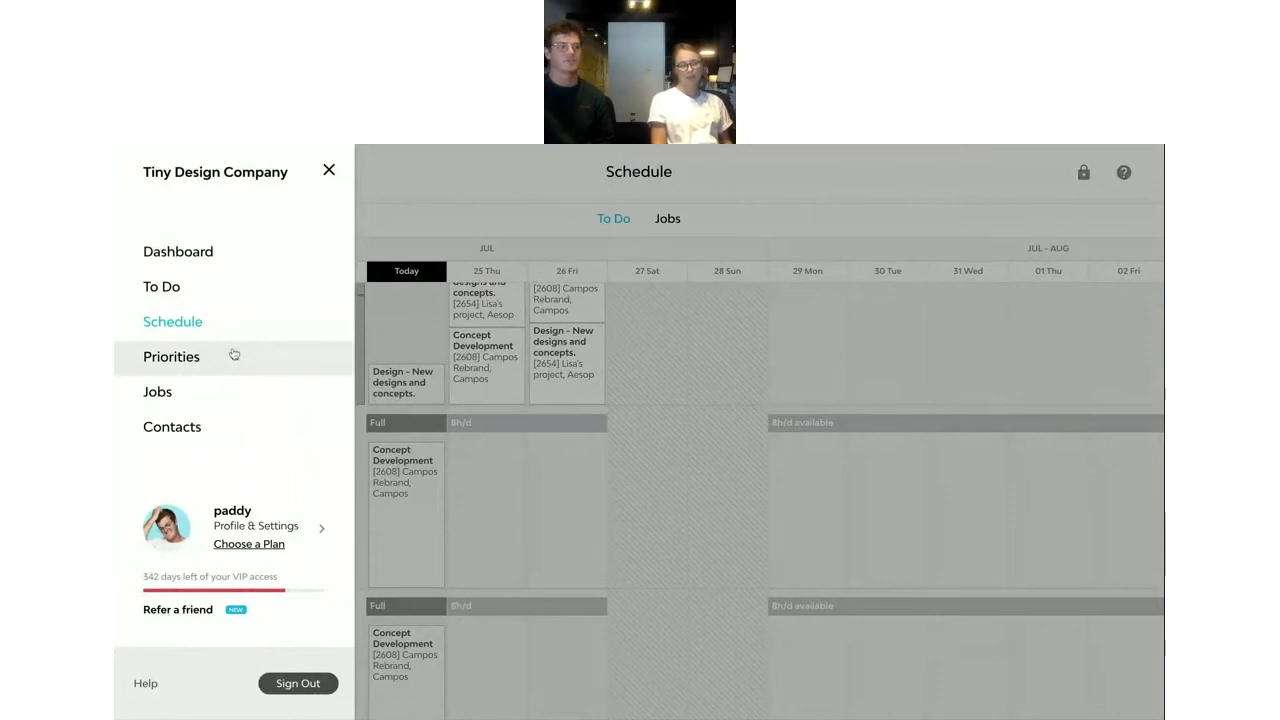 Tiny Design Company
Dashboard
To Do
Schedule
Priorities
Jobs
Contacts
paddy
Profile & Settings
Choose a Plan
342 days left of your VIP access
Refer a friend NEW
Help
Sign Out
Schedule
To Do Jobs
JUL JUL - AUG
Today 25 Thu 26 Fri 27 Sat 28 Sun 29 Mon 30 Tue 31 Wed 01 Thu 02 Fri
Design - New
designs and
concepts.
designs and
concepts.
[2654] Lisa's
project, Aesop
Concept
Development
[2608] Campos
Rebrand,
Campos
[2608] Campos
Rebrand,
Campos
Design - New
designs and
concepts.
[2654] Lisa's
project, Aesop
Full 8h/d 8h/d available
Concept
Development
[2608] Campos
Rebrand,
Campos
Full 8h/d 8h/d available
Concept
Development
[2608] Campos
Rebrand,
Campos